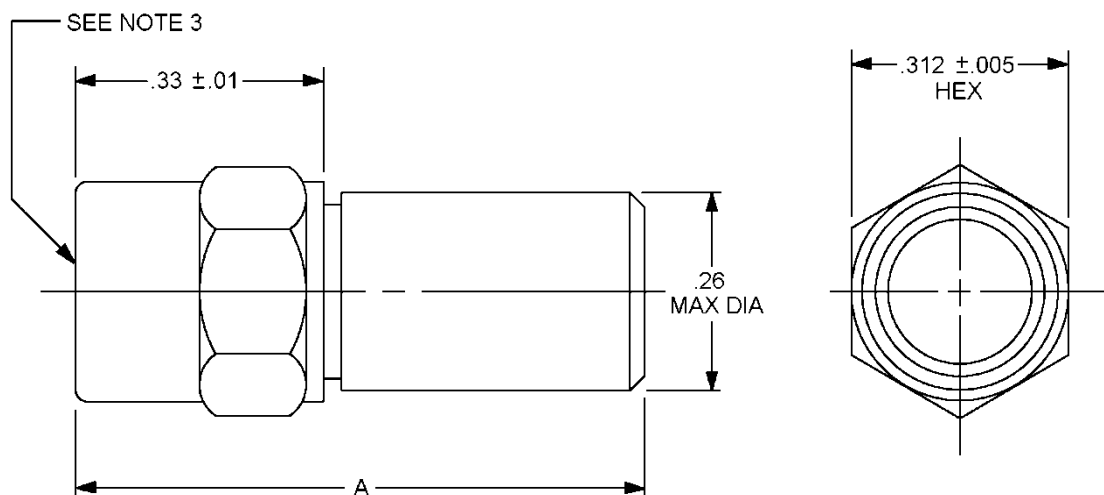 SEE NOTE 3
.33 ±.01
.312 ±.005
HEX
.26
MAX DIA
A